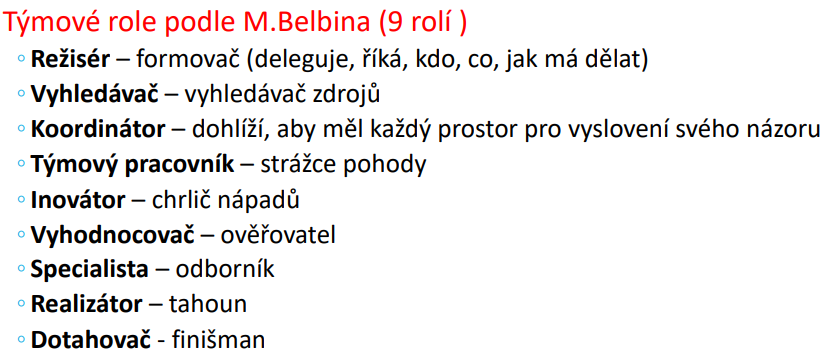 Týmové role podle M.Belbina (9 rolí )
◦ Režisér – formovač (deleguje, říká, kdo, co, jak má dělat)
◦ Vyhledávač – vyhledávač zdrojů
◦ Koordinátor – dohlíží, aby měl každý prostor pro vyslovení svého názoru
◦ Týmový pracovník – strážce pohody
◦ Inovátor – chrlič nápadů
◦ Vyhodnocovač – ověřovatel
◦ Specialista – odborník
◦ Realizátor – tahoun
◦ Dotahovač - finišman